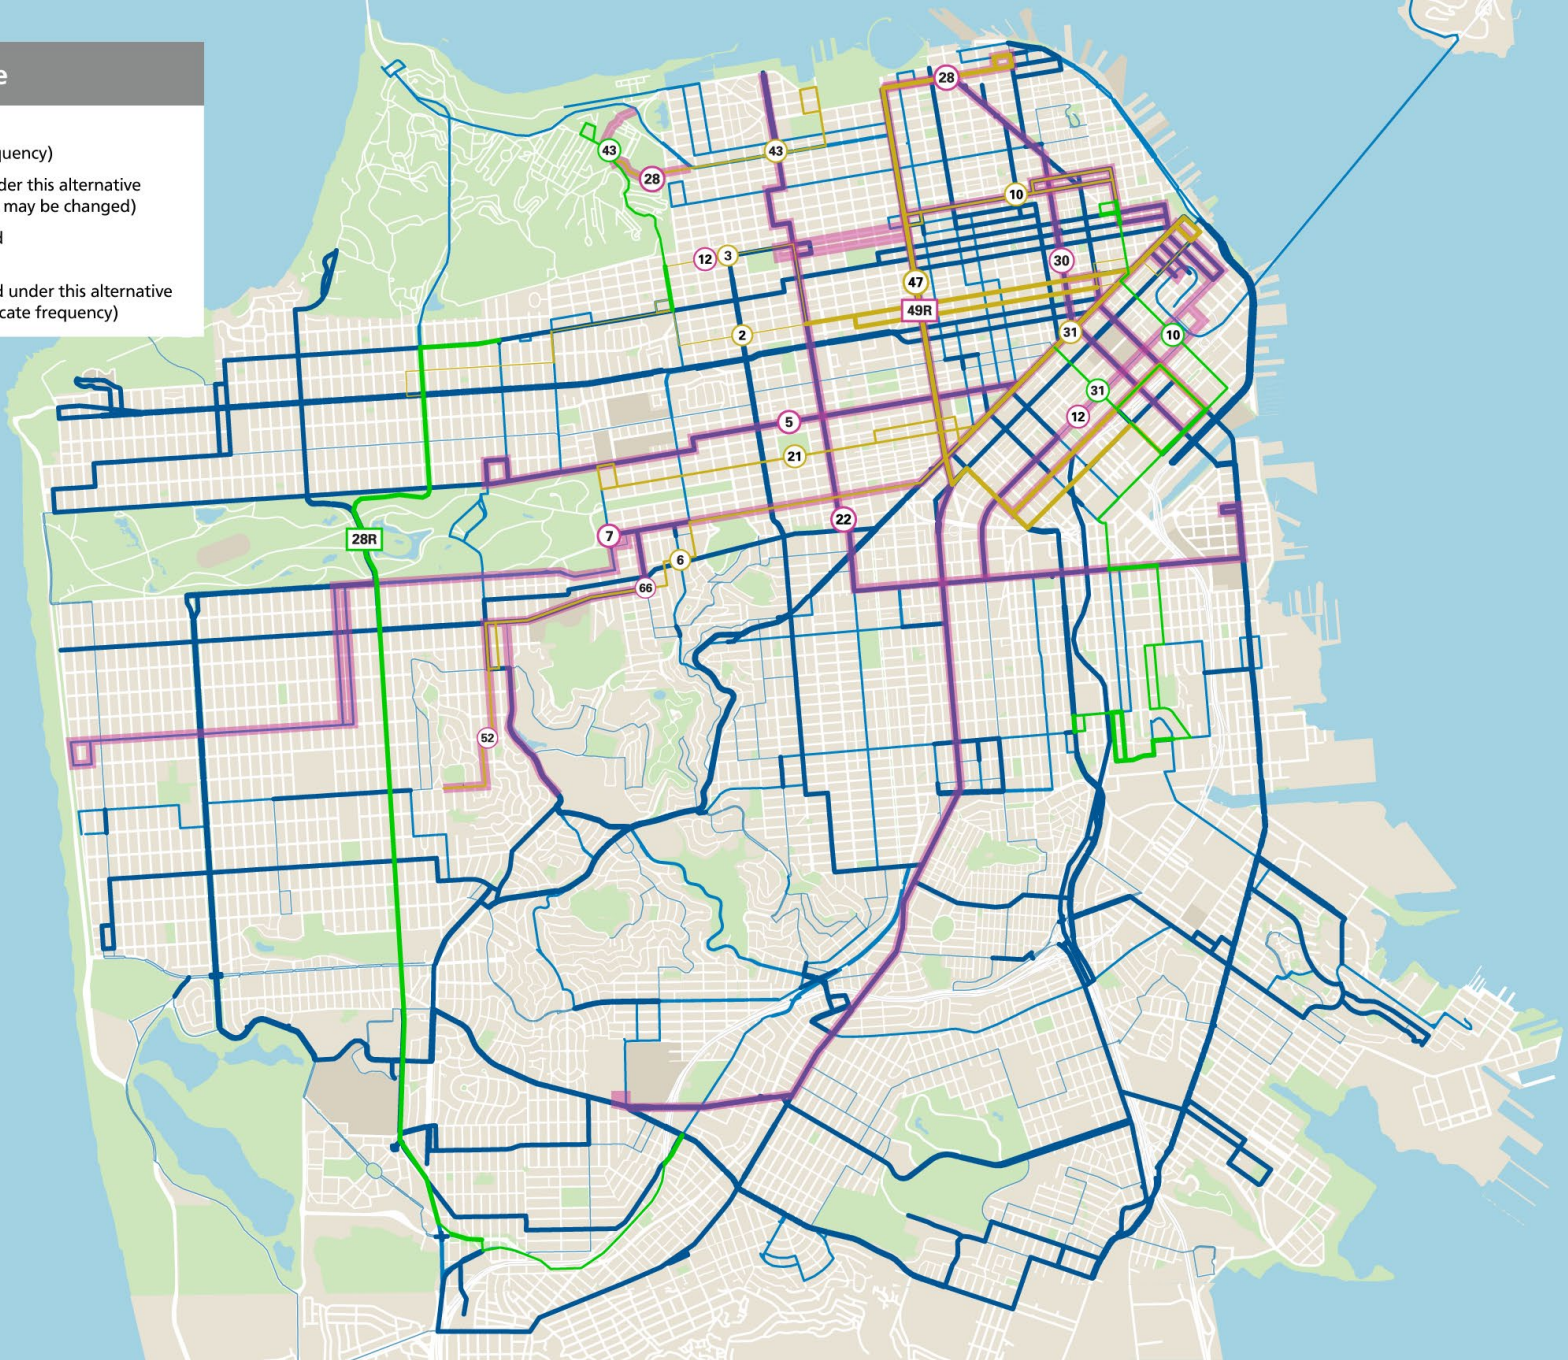 e
quency)
der this alternative
may be changed)
d
d under this alternative
cate frequency)
28
43
43
28
10
12
3
30
47
49R
2
31
10
31
5
12
21
22
7
28R
6
66
52